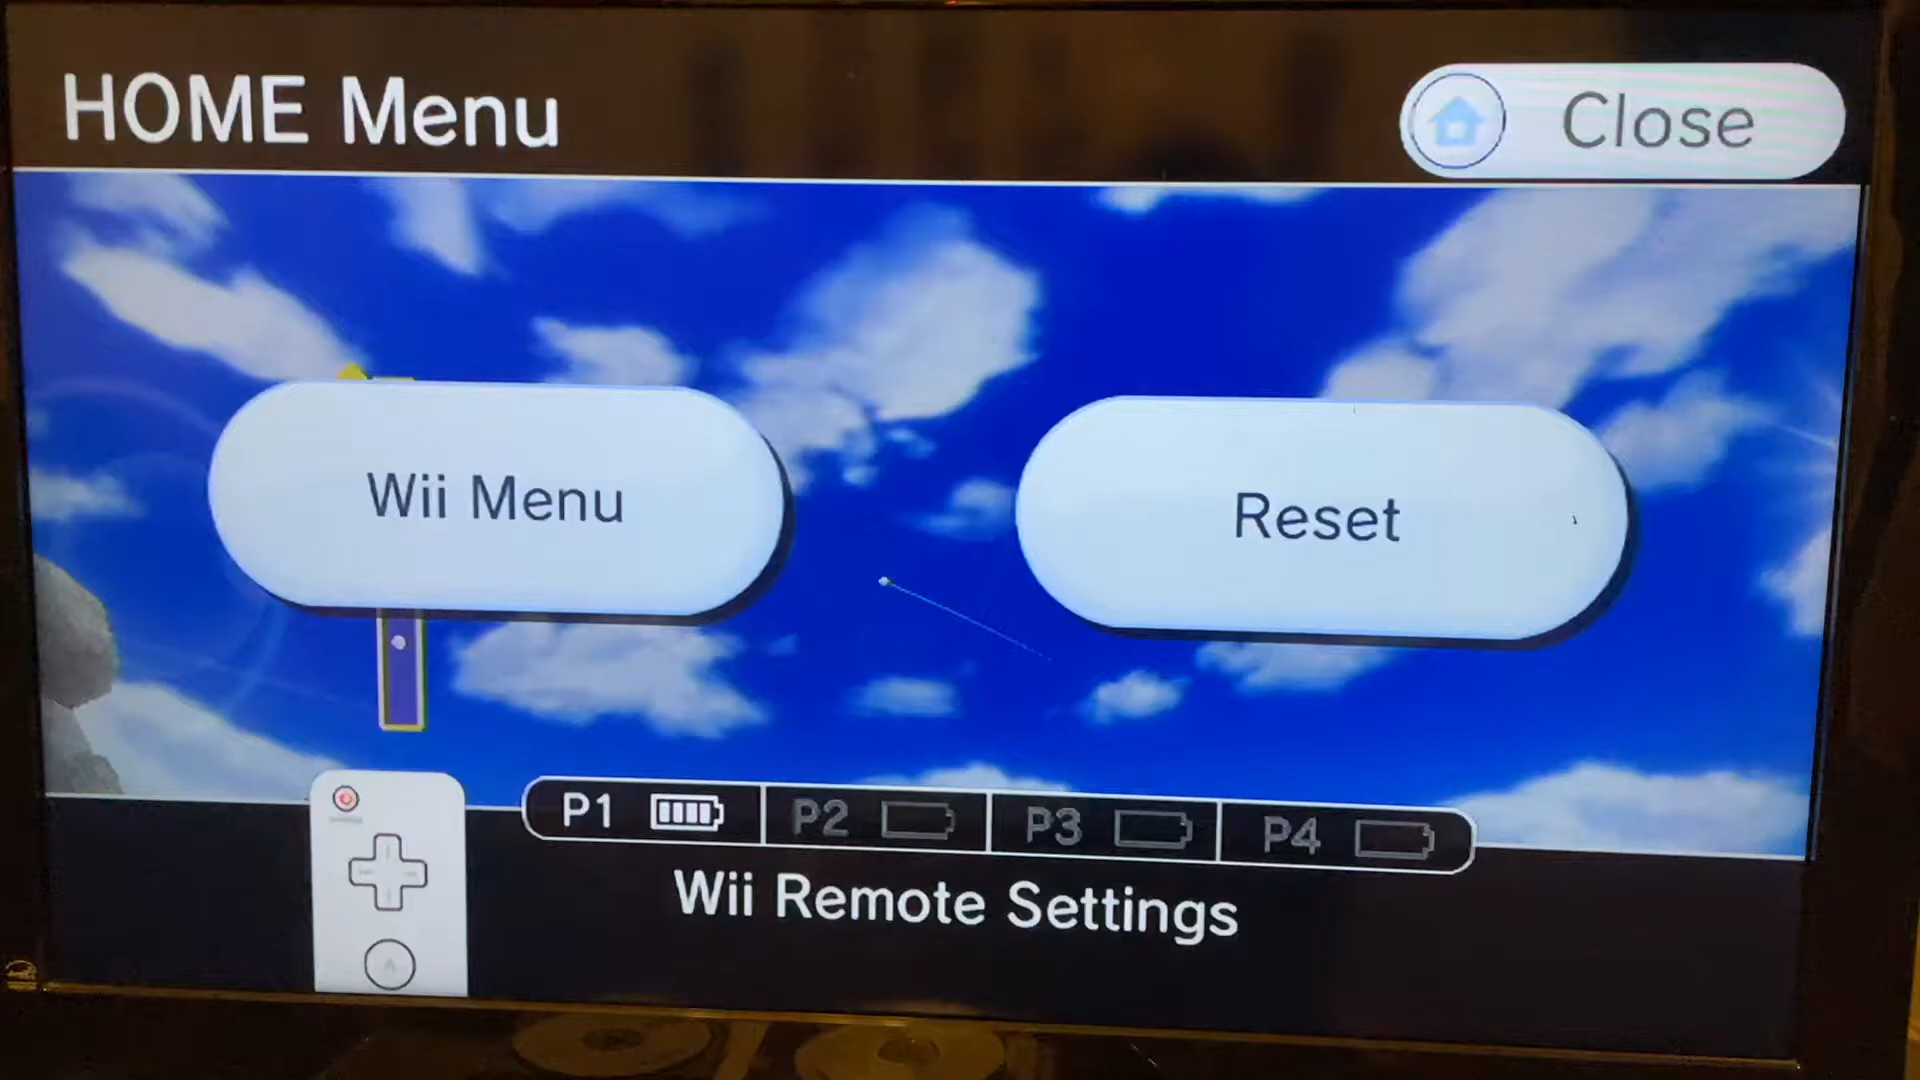 HOME Menu
Close
Wii Menu
Reset
P1 P2 P3 P4
Wii Remote Settings
A